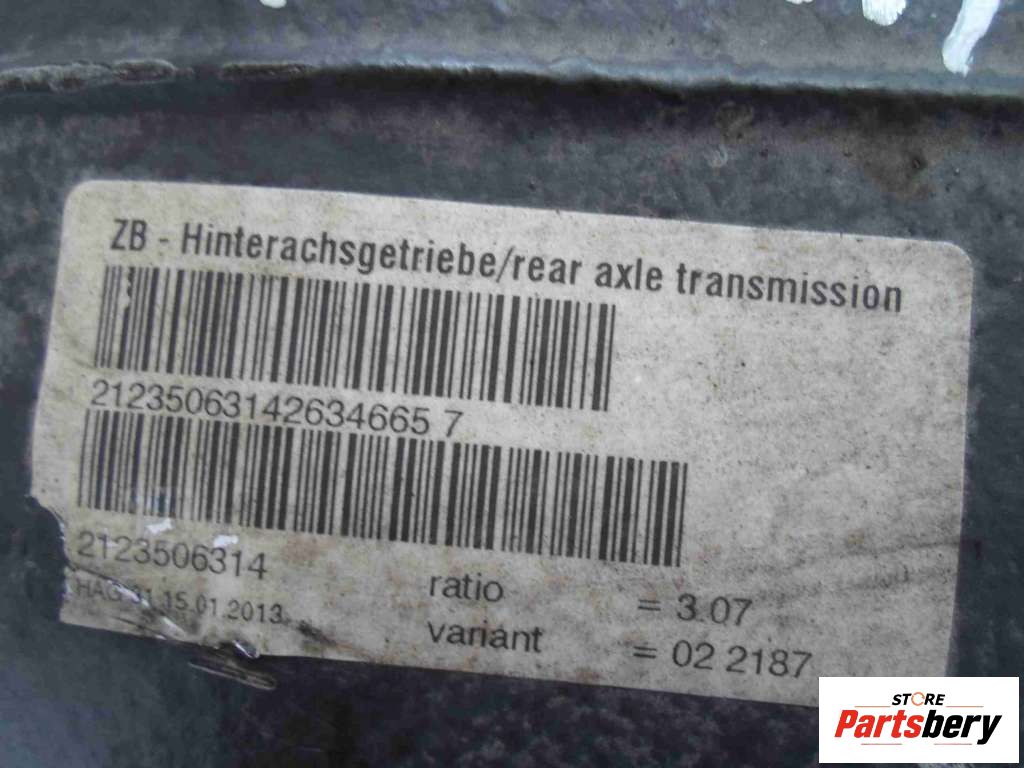 ZB - Hinterachsgetriebe/rear axle transmission
21235063142634665 7
2123506314
ratio = 3.07
HAG 15.01.2013
variant = 02 2187
STORE
Partsbery